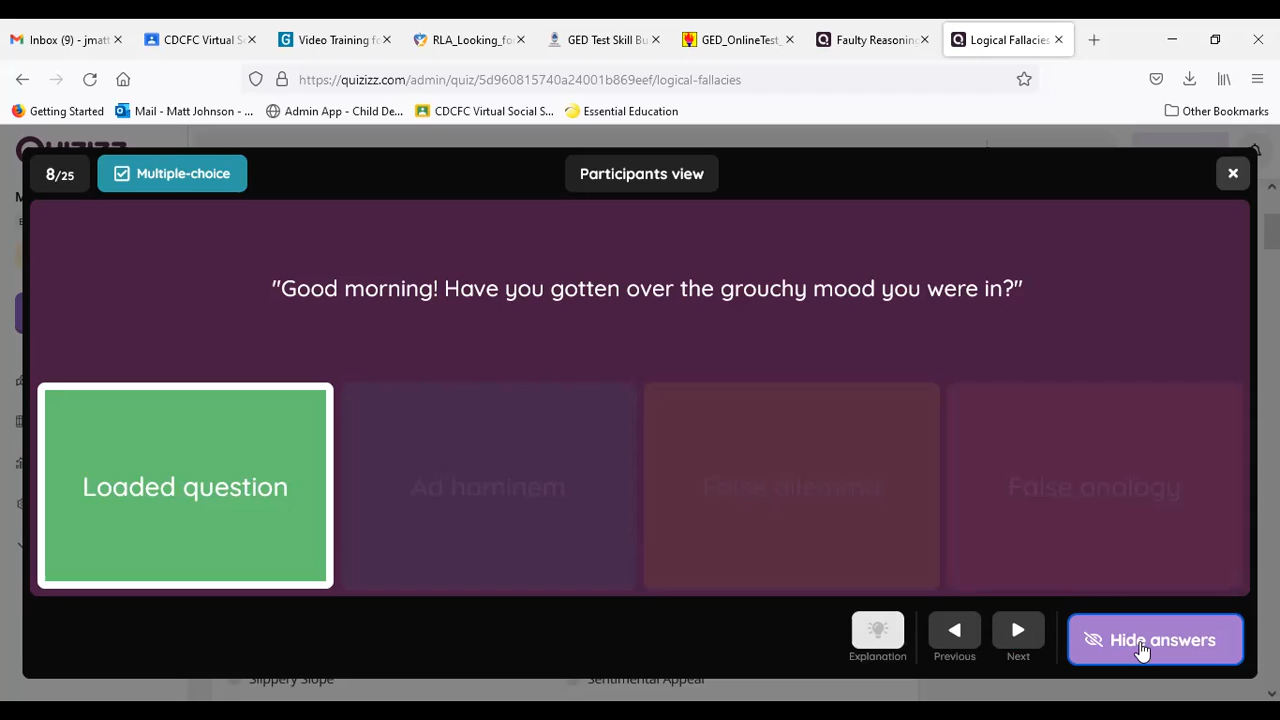 Inbox (9) - jmatt
CDCFC Virtual S
Video Training fo
RLA_Looking_fo
GED Test Skill Bu
GED_OnlineTest_
Faulty Reasoning
Logical Fallacies
https://quizizz.com/admin/quiz/5d960815740a24001b869eef/logical-fallacies
Getting Started
Mail - Matt Johnson - ...
Admin App - Child De...
CDCFC Virtual Social S...
Essential Education
Other Bookmarks
Quizizz
8/25
Multiple-choice
Participants view
"Good morning! Have you gotten over the grouchy mood you were in?"
Loaded question
Ad hominem
False dilemma
False analogy
Explanation
Previous
Next
Hide answers
Slippery Slope
Sentimental Appeal